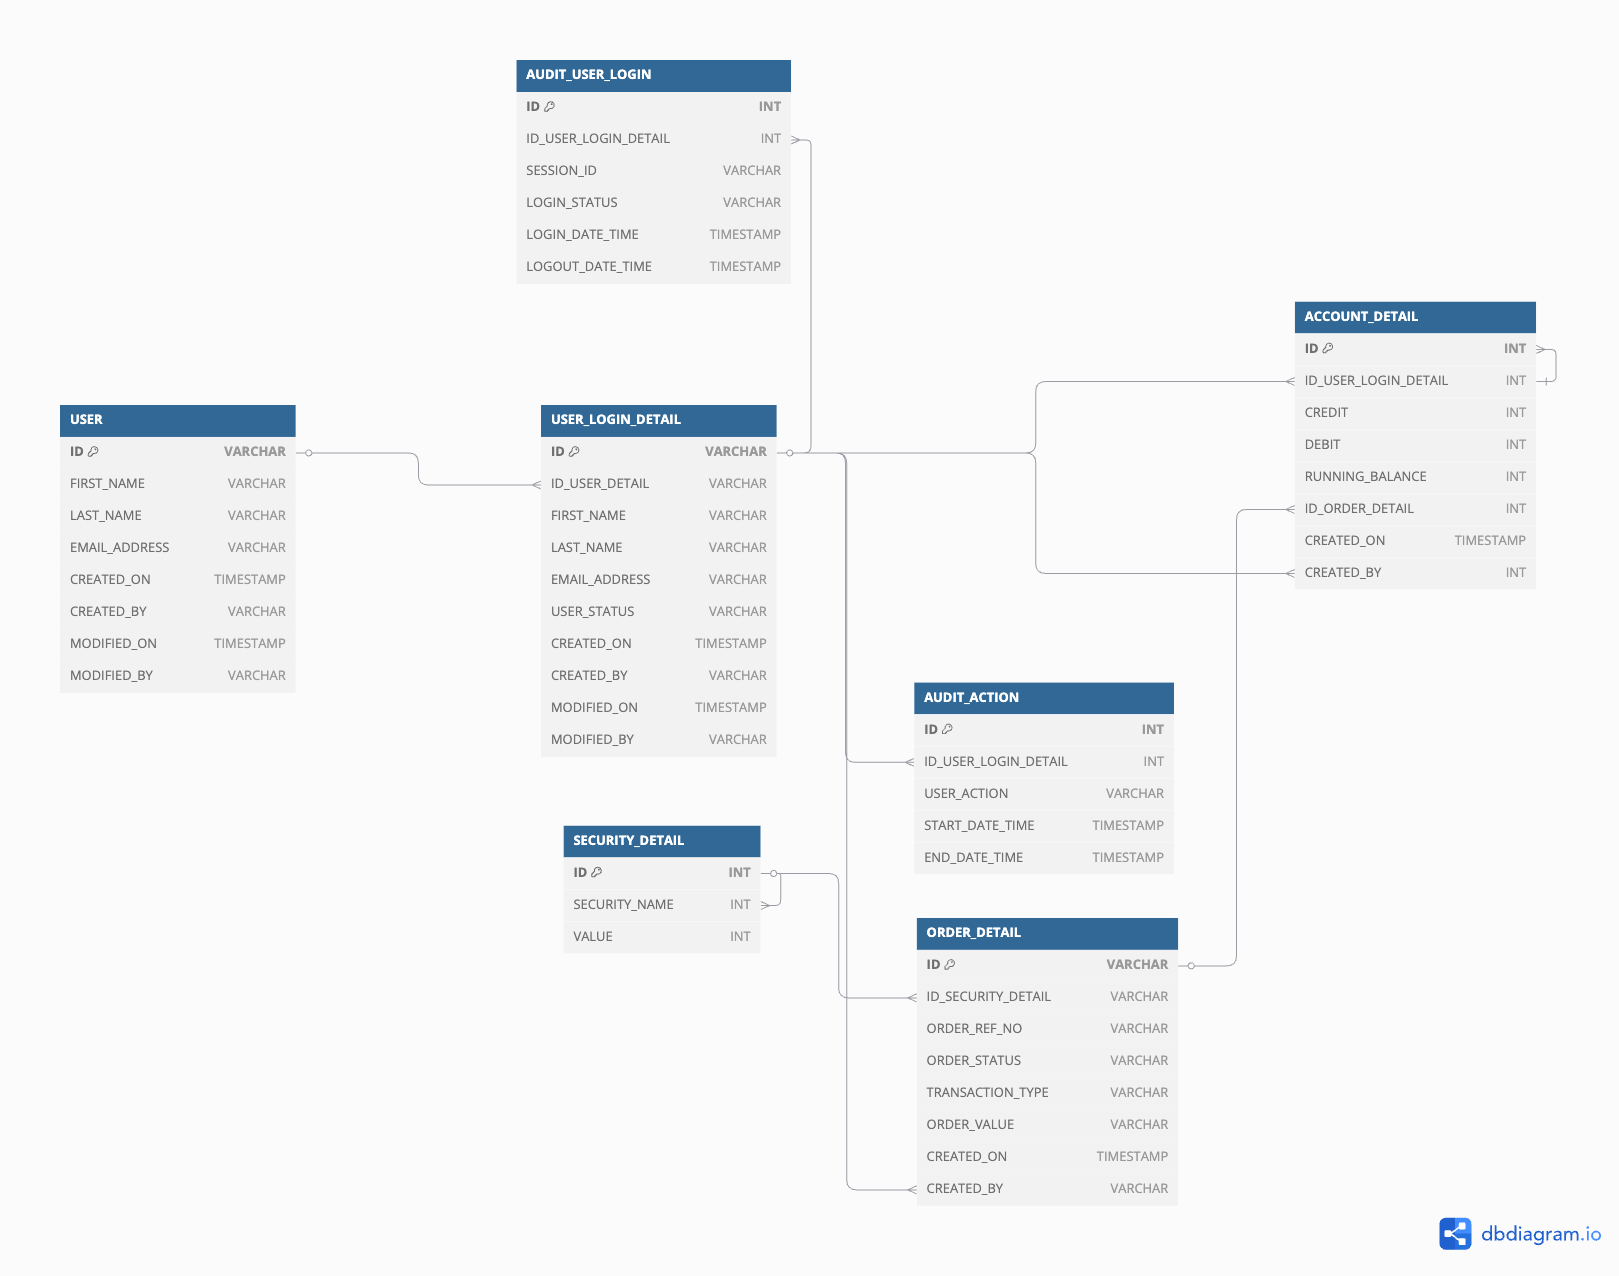 AUDIT_USER_LOGIN
ID INT
ID_USER_LOGIN_DETAIL INT
SESSION_ID VARCHAR
LOGIN_STATUS VARCHAR
LOGIN_DATE_TIME TIMESTAMP
LOGOUT_DATE_TIME TIMESTAMP
ACCOUNT_DETAIL
ID INT
ID_USER_LOGIN_DETAIL INT
CREDIT INT
DEBIT INT
RUNNING_BALANCE INT
ID_ORDER_DETAIL INT
CREATED_ON TIMESTAMP
CREATED_BY INT
USER
ID VARCHAR
FIRST_NAME VARCHAR
LAST_NAME VARCHAR
EMAIL_ADDRESS VARCHAR
CREATED_ON TIMESTAMP
CREATED_BY VARCHAR
MODIFIED_ON TIMESTAMP
MODIFIED_BY VARCHAR
USER_LOGIN_DETAIL
ID VARCHAR
ID_USER_DETAIL VARCHAR
FIRST_NAME VARCHAR
LAST_NAME VARCHAR
EMAIL_ADDRESS VARCHAR
USER_STATUS VARCHAR
CREATED_ON TIMESTAMP
CREATED_BY VARCHAR
MODIFIED_ON TIMESTAMP
MODIFIED_BY VARCHAR
AUDIT_ACTION
ID INT
ID_USER_LOGIN_DETAIL INT
USER_ACTION VARCHAR
START_DATE_TIME TIMESTAMP
END_DATE_TIME TIMESTAMP
SECURITY_DETAIL
ID INT
SECURITY_NAME INT
VALUE INT
ORDER_DETAIL
ID VARCHAR
ID_SECURITY_DETAIL VARCHAR
ORDER_REF_NO VARCHAR
ORDER_STATUS VARCHAR
TRANSACTION_TYPE VARCHAR
ORDER_VALUE VARCHAR
CREATED_ON TIMESTAMP
CREATED_BY VARCHAR
dbdiagram.io